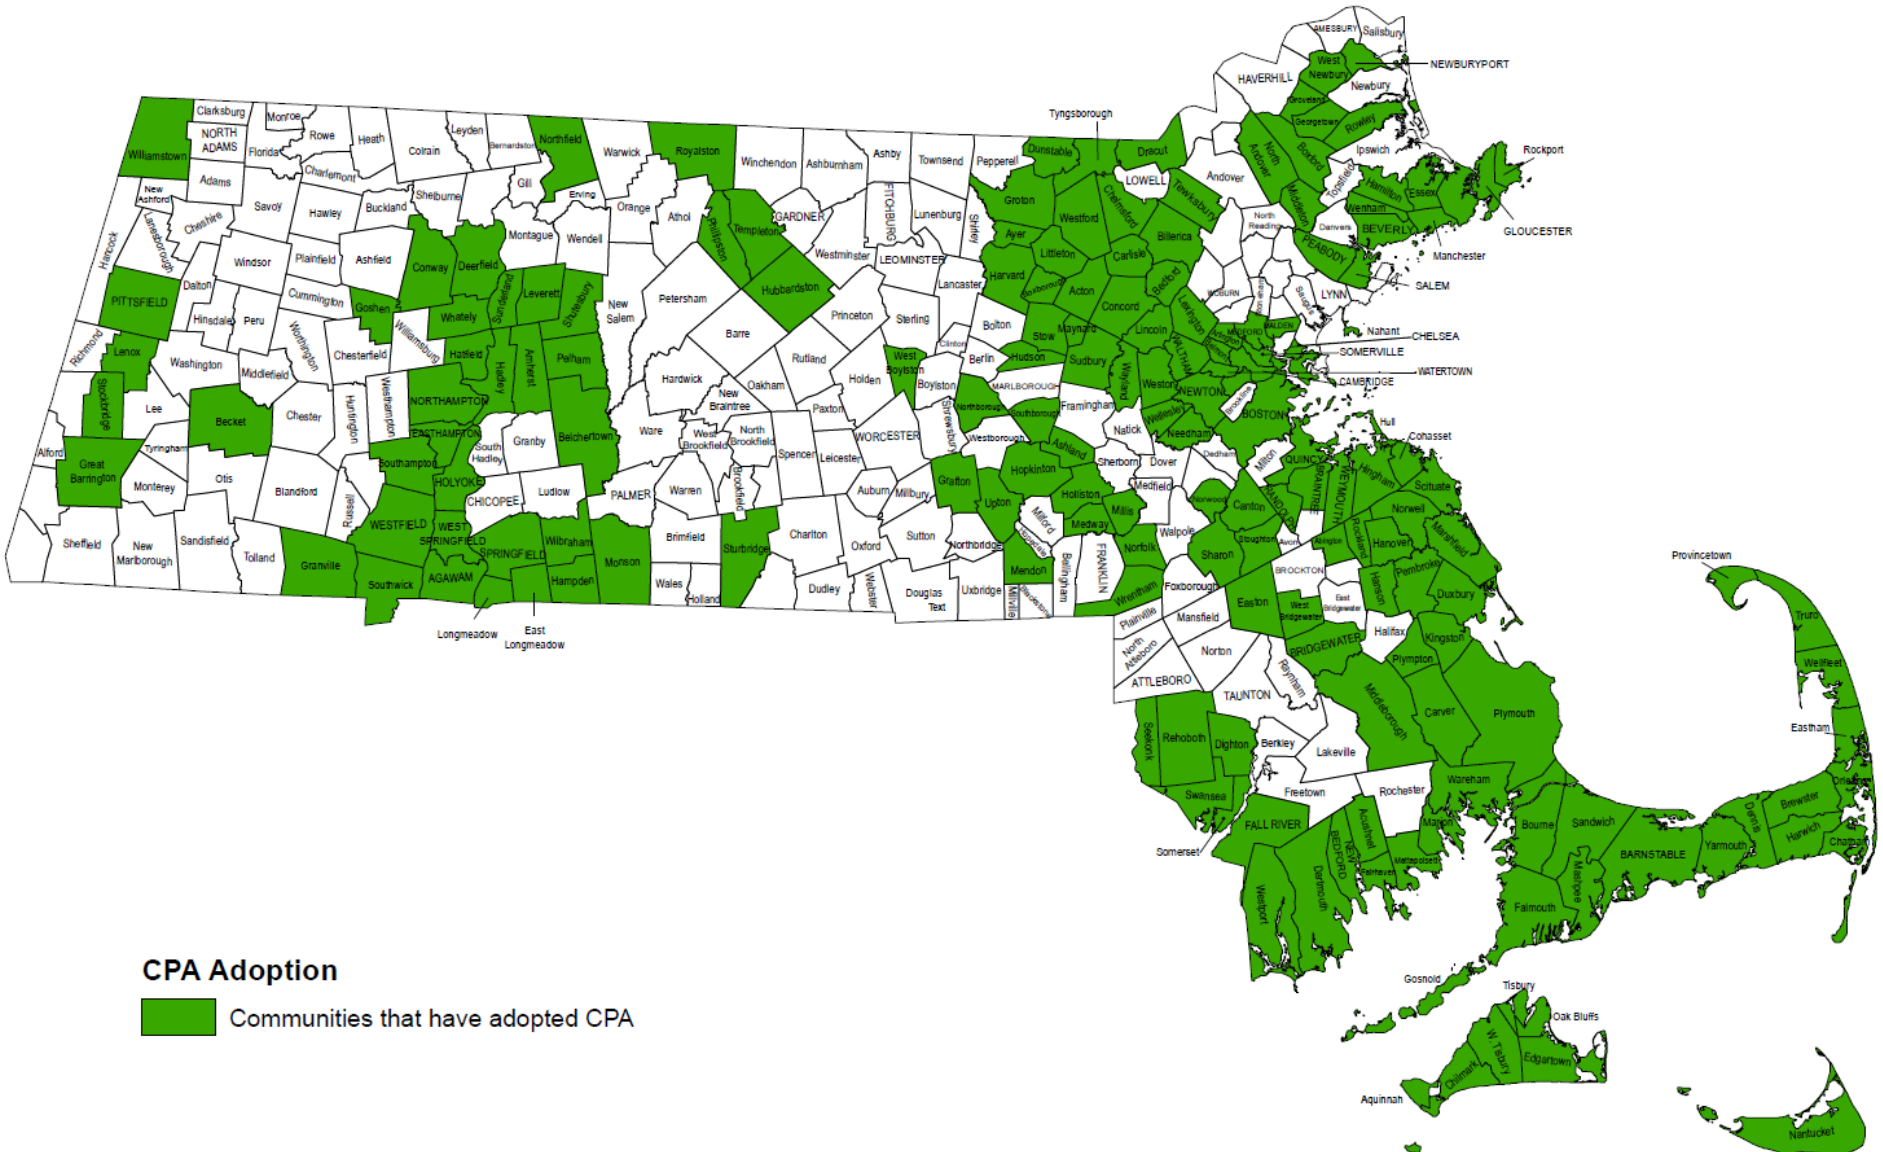 AMESBURY
Salisbury
West
Newbury
NEWBURYPORT
HAVERHILL
Newbury
Groveland
Georgetown
Rowley
Tyngsborough
Clarksburg
Monroe
NORTH
ADAMS
Rowe
Heath
Leyden
Colrain
Bernardston
Northfield
Williamstown
Florida
Warwick
Royalston
Winchendon
Ashburnham
Ashby
Townsend
Pepperell
Dunstable
Dracut
North
Andover
Boxford
Ipswich
Rockport
Charlemont
Adams
New
Ashford
Shelburne
Gill
Erving
LOWELL
Tewksbury
Andover
Topsfield
Hamilton
Essex
Middleton
Wenham
Savoy
Hawley
Buckland
Orange
Athol
Phillipston
Templeton
GARDNER
FITCHBURG
Lunenburg
Shirley
Groton
Westford
Chelmsford
North
Reading
Danvers
BEVERLY
GLOUCESTER
Manchester
Hancock
Lanesborough
Cheshire
Windsor
Plainfield
Ashfield
Conway
Deerfield
Montague
Wendell
Westminster
LEOMINSTER
Ayer
Littleton
Carlisle
Billerica
PEABODY
SALEM
Dalton
Cummington
Goshen
Sunderland
Leverett
Shutesbury
New
Salem
Petersham
Hubbardston
Lancaster
Harvard
Boxborough
Acton
Concord
Bedford
WOBURN
Stoneham
Saugus
LYNN
PITTSFIELD
Hinsdale
Peru
Worthington
Williamsburg
Whately
Princeton
Sterling
Bolton
Stow
Maynard
Lincoln
Lexington
Arlington
MEDFORD
MALDEN
Nahant
CHELSEA
Richmond
Lenox
Washington
Middlefield
Chesterfield
Hatfield
Hadley
Amherst
Pelham
Barre
Rutland
Clinton
Berlin
Hudson
Sudbury
WALTHAM
Belmont
SOMERVILLE
WATERTOWN
CAMBRIDGE
West
Boylston
Holden
Boylston
Stockbridge
Lee
Becket
Chester
Huntington
Westhampton
NORTHAMPTON
Hardwick
Oakham
New
Braintree
Paxton
Shrewsbury
Northborough
MARLBOROUGH
Southborough
Framingham
Wayland
Weston
NEWTON
Brookline
BOSTON
Wellesley
Needham
Natick
Hull
Cohasset
Alford
Great
Barrington
Tyringham
Monterey
Otis
Blandford
Russell
EASTHAMPTON
Southampton
HOLYOKE
South
Hadley
Granby
Belchertown
Ware
West
Brookfield
North
Brookfield
Brookfield
Spencer
Leicester
WORCESTER
Westborough
Ashland
Hopkinton
Sherborn
Dover
Dedham
Milton
QUINCY
BRAINTREE
WEYMOUTH
Hingham
Scituate
CHICOPEE
Ludlow
PALMER
Warren
Auburn
Millbury
Grafton
Upton
Holliston
Medfield
Millis
Norwood
Canton
RANDOLPH
Norwell
Sheffield
New
Marlborough
Sandisfield
Tolland
Granville
WESTFIELD
WEST
SPRINGFIELD
SPRINGFIELD
Wilbraham
Brimfield
Sturbridge
Charlton
Oxford
Sutton
Northbridge
Milford
Hopedale
Medway
Norfolk
Walpole
Sharon
Stoughton
Avon
Abington
Rockland
Hanover
Marshfield
Southwick
AGAWAM
Hampden
Monson
Wales
Holland
Dudley
Webster
Douglas
Text
Uxbridge
Mendon
Millville
Blackstone
Bellingham
FRANKLIN
Wrentham
Foxborough
BROCKTON
Hanson
Pembroke
Duxbury
Longmeadow
East
Longmeadow
Plainville
Mansfield
Easton
West
Bridgewater
East
Bridgewater
Halifax
Kingston
North
Attleboro
Norton
BRIDGEWATER
Plympton
ATTLEBORO
TAUNTON
Raynham
Middleborough
Carver
Plymouth
Provincetown
Truro
Wellfleet
Eastham
Seekonk
Rehoboth
Dighton
Berkley
Lakeville
Swansea
Freetown
Rochester
Wareham
Orleans
Brewster
Dennis
Harwich
Chatham
Somerset
FALL RIVER
NEW
BEDFORD
Acushnet
Marion
Mattapoisett
Fairhaven
Bourne
Sandwich
BARNSTABLE
Yarmouth
Mashpee
Falmouth
Westport
Dartmouth
CPA Adoption
Communities that have adopted CPA
Gosnold
Tisbury
Oak Bluffs
W. Tisbury
Edgartown
Chilmark
Aquinnah
Nantucket